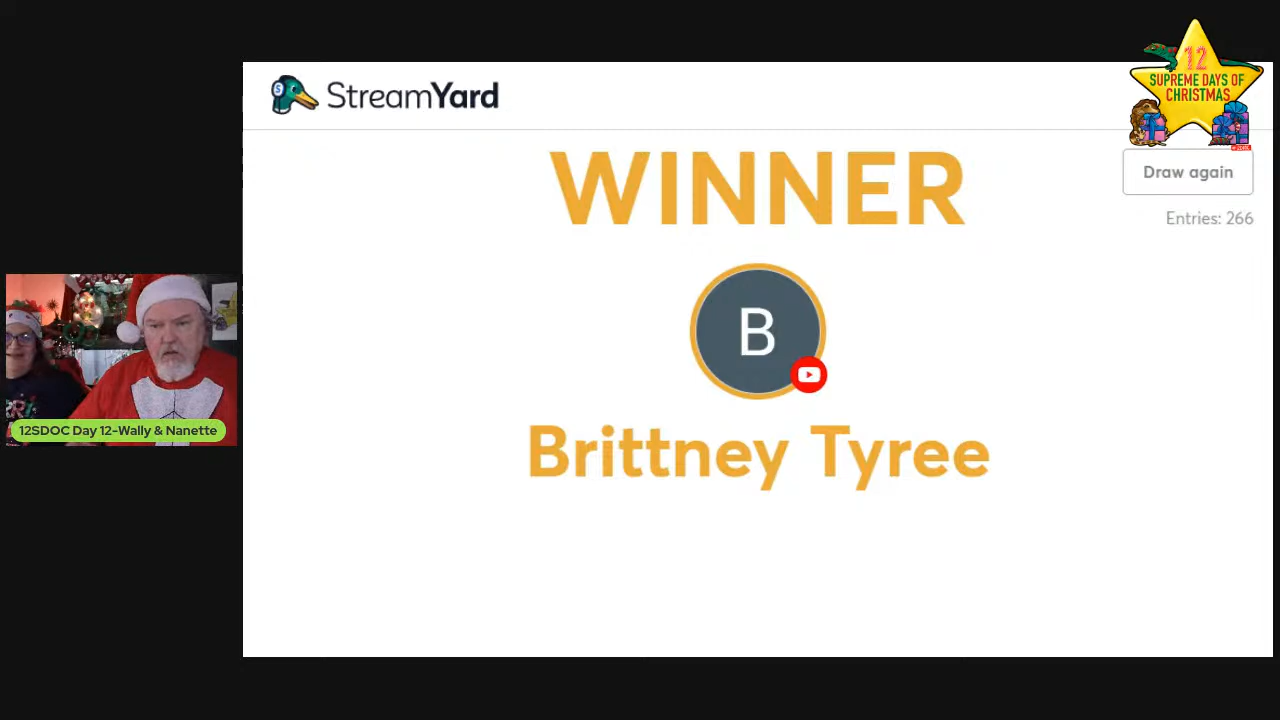 StreamYard
12
SUPREME DAYS OF
CHRISTMAS
WINNER
Draw again
Entries: 266
B
Brittney Tyree
12SDOC Day 12-Wally & Nanette